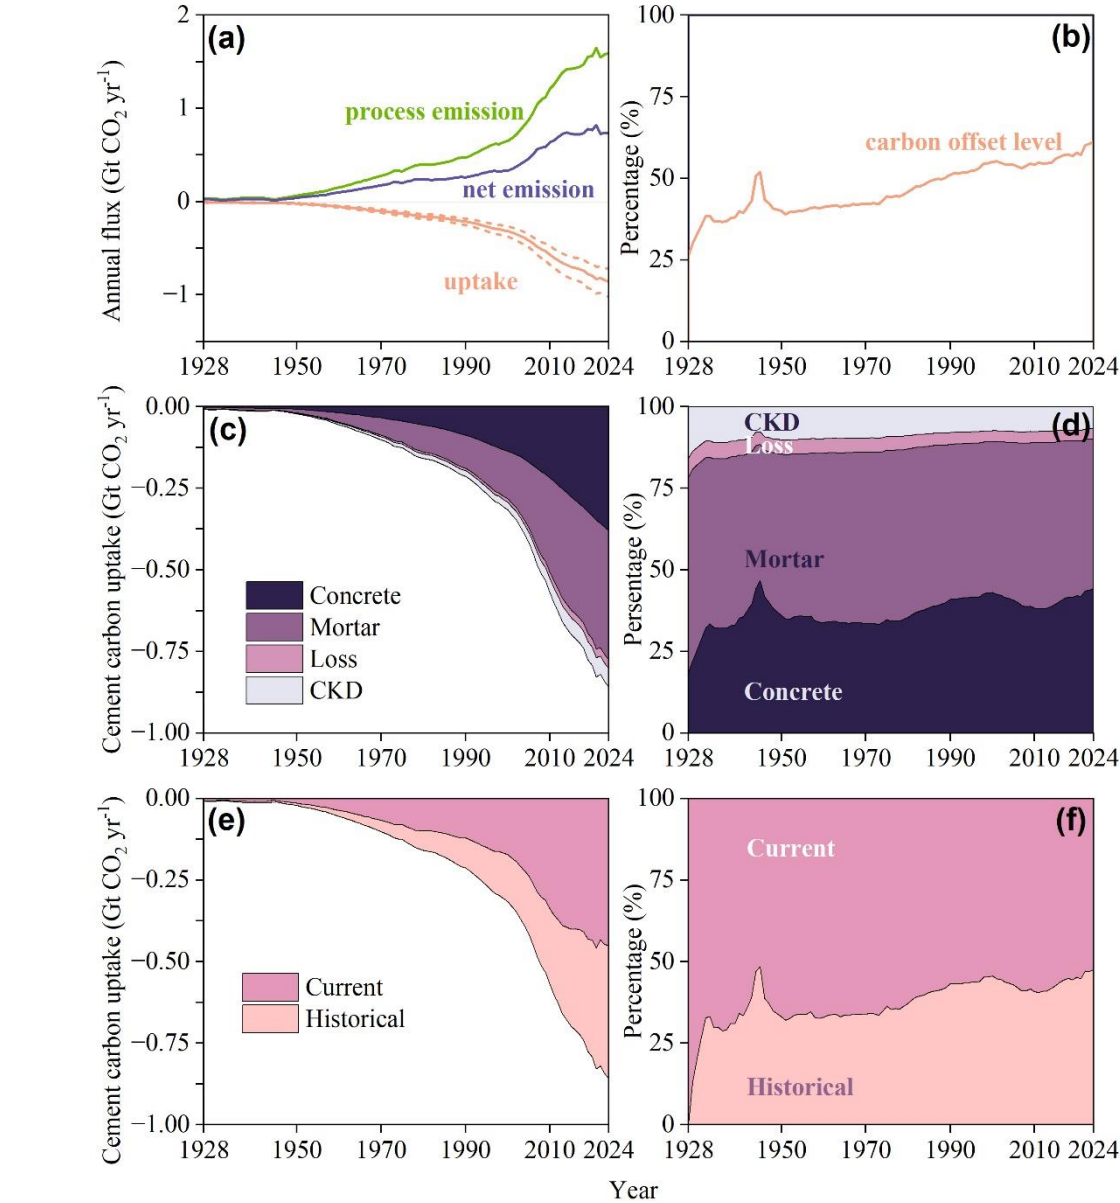 (a)
Annual flux (Gt CO2 yr-1)
2
1
0
−1
process emission
net emission
uptake
1928 1950 1970 1990 2010 2024
(b)
Percentage (%)
100
75
50
25
0
carbon offset level
1928 1950 1970 1990 2010 2024
(c)
Cement carbon uptake (Gt CO2 yr-1)
0.00
−0.25
−0.50
−0.75
−1.00
Concrete
Mortar
Loss
CKD
1928 1950 1970 1990 2010 2024
(d)
Persentage (%)
100
75
50
25
0
CKD
Loss
Mortar
Concrete
1928 1950 1970 1990 2010 2024
(e)
Cement carbon uptake (Gt CO2 yr-1)
0.00
−0.25
−0.50
−0.75
−1.00
Current
Historical
1928 1950 1970 1990 2010 2024
(f)
Percentage (%)
100
75
50
25
0
Current
Historical
1928 1950 1970 1990 2010 2024
Year